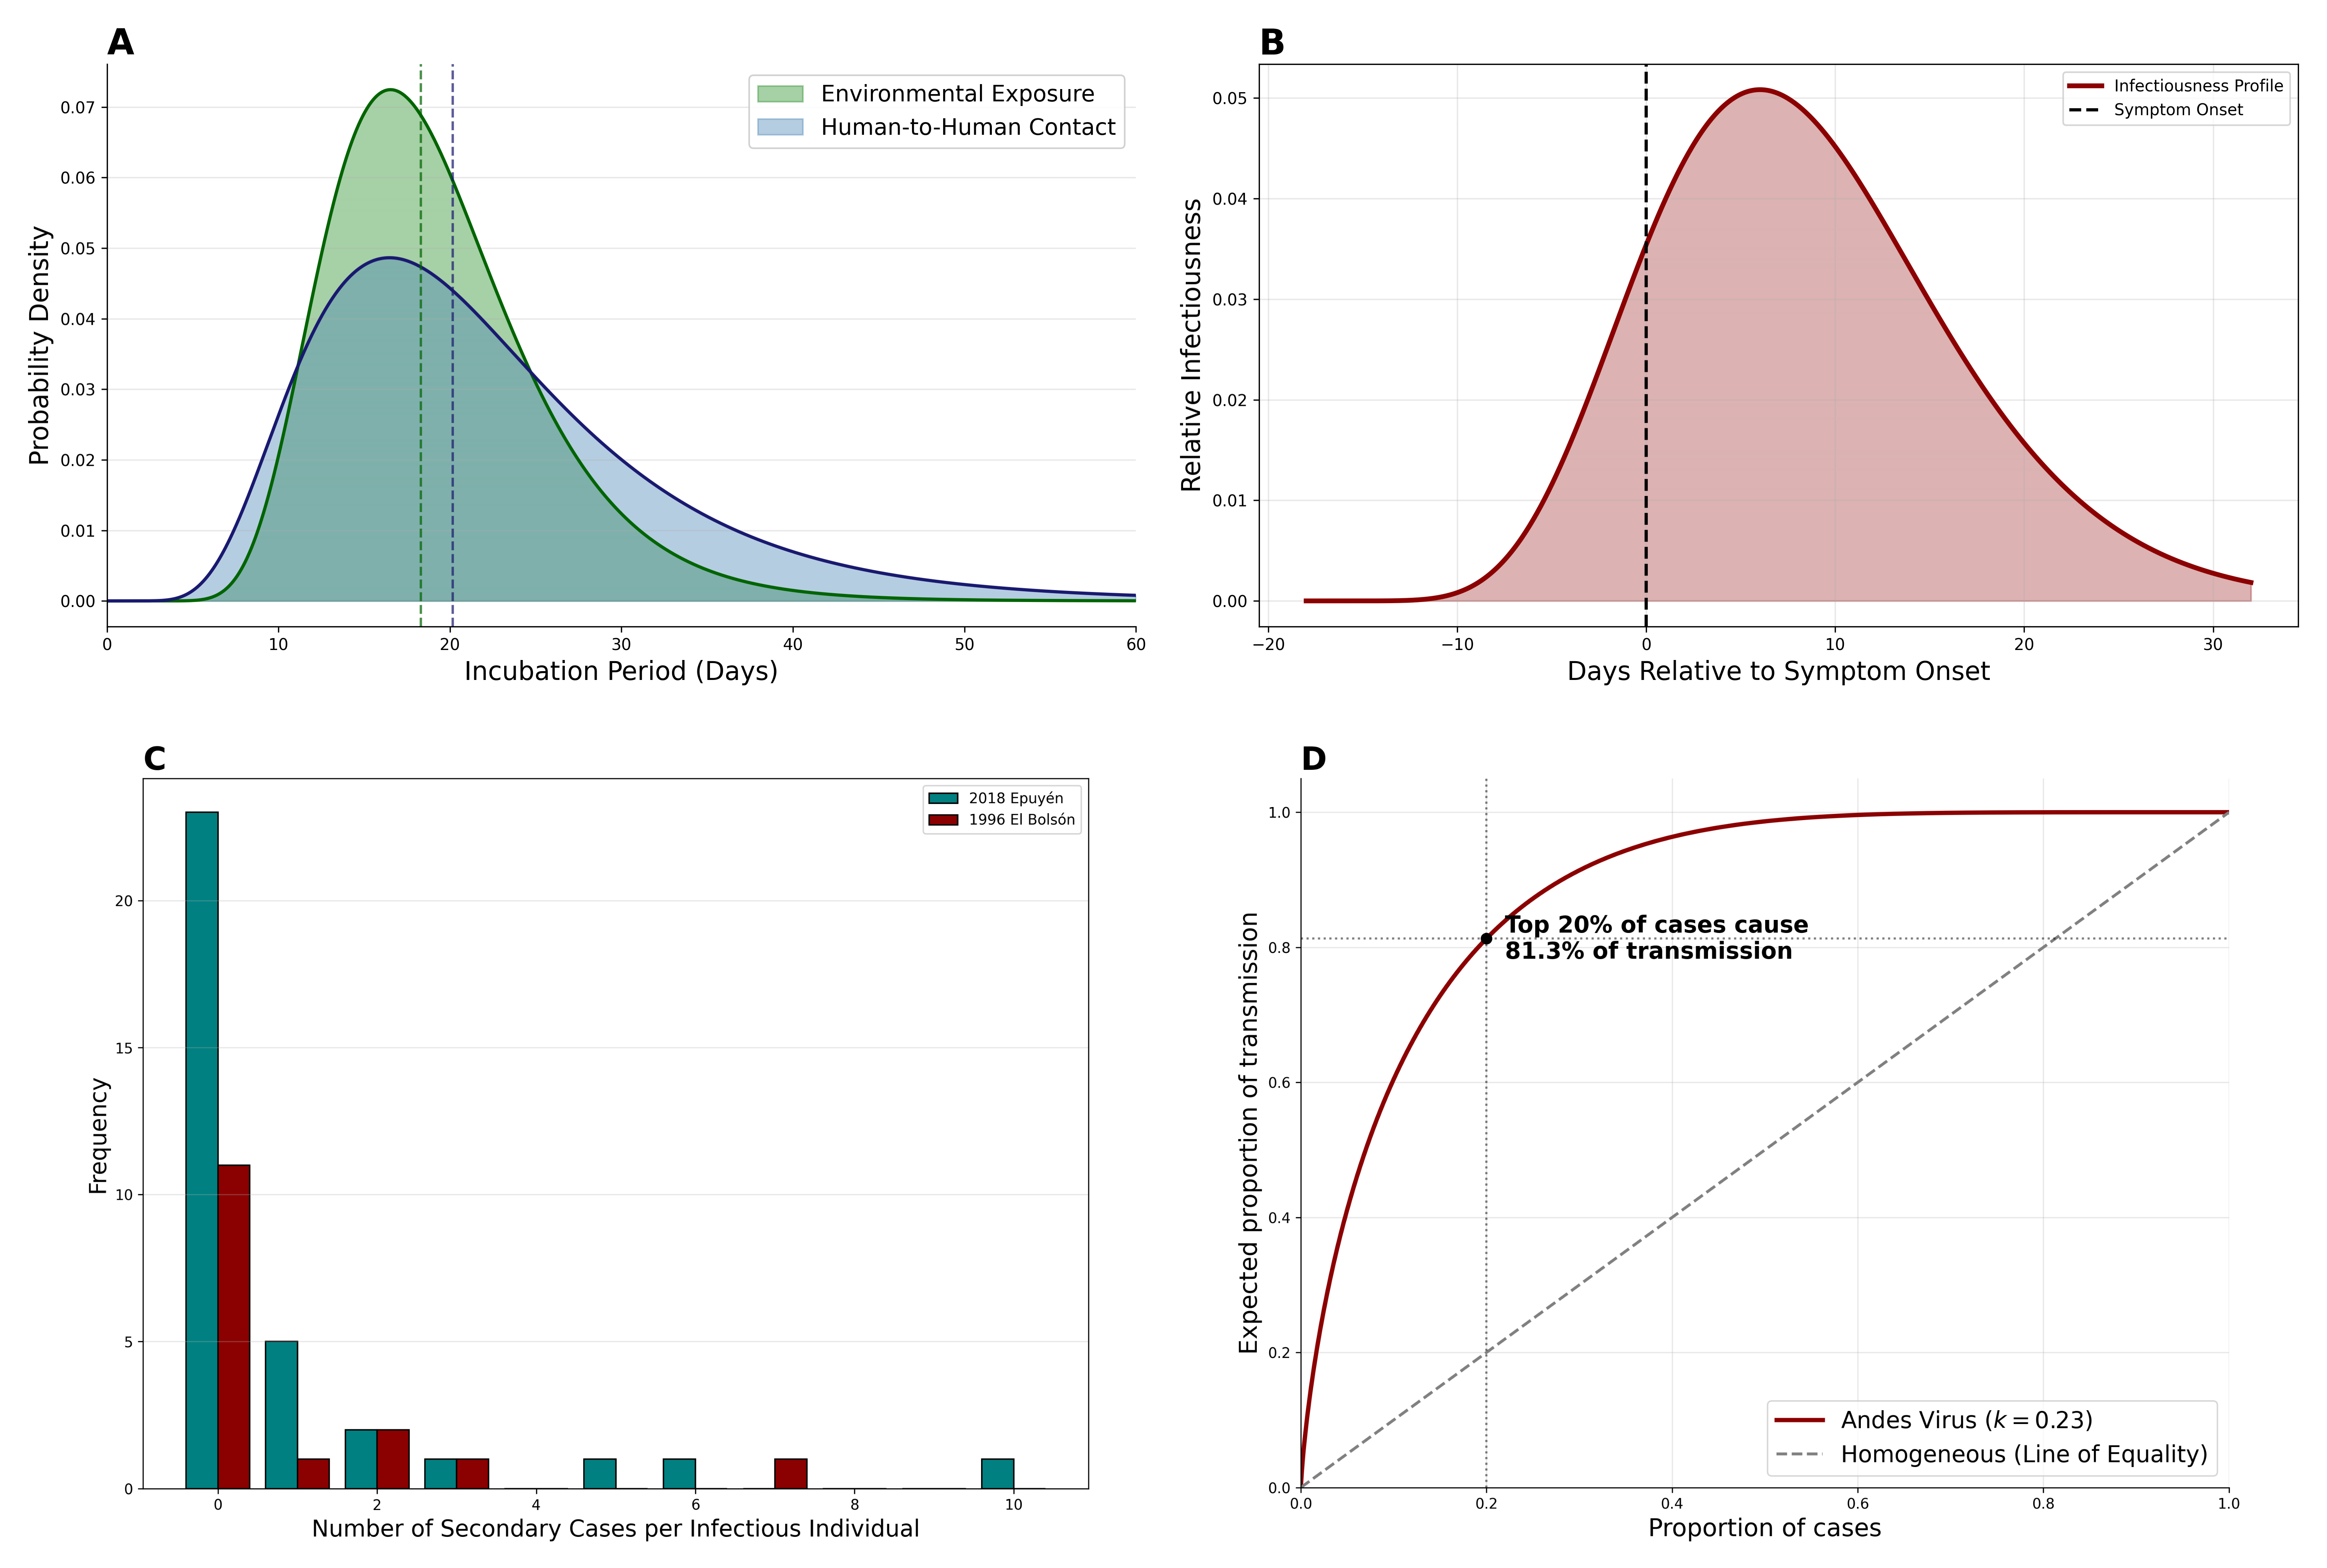 A
Probability Density
0.07
0.06
0.05
0.04
0.03
0.02
0.01
0.00
Environmental Exposure
Human-to-Human Contact
0
10
20
30
40
50
60
Incubation Period (Days)
B
Relative Infectiousness
0.05
0.04
0.03
0.02
0.01
0.00
Infectiousness Profile
Symptom Onset
−20
−10
0
10
20
30
Days Relative to Symptom Onset
C
Frequency
20
15
10
5
0
2018 Epuyén
1996 El Bolsón
0
2
4
6
8
10
Number of Secondary Cases per Infectious Individual
D
Expected proportion of transmission
1.0
0.8
0.6
0.4
0.2
0.0
Top 20% of cases cause
81.3% of transmission
Andes Virus (k = 0.23)
Homogeneous (Line of Equality)
0.0
0.2
0.4
0.6
0.8
1.0
Proportion of cases